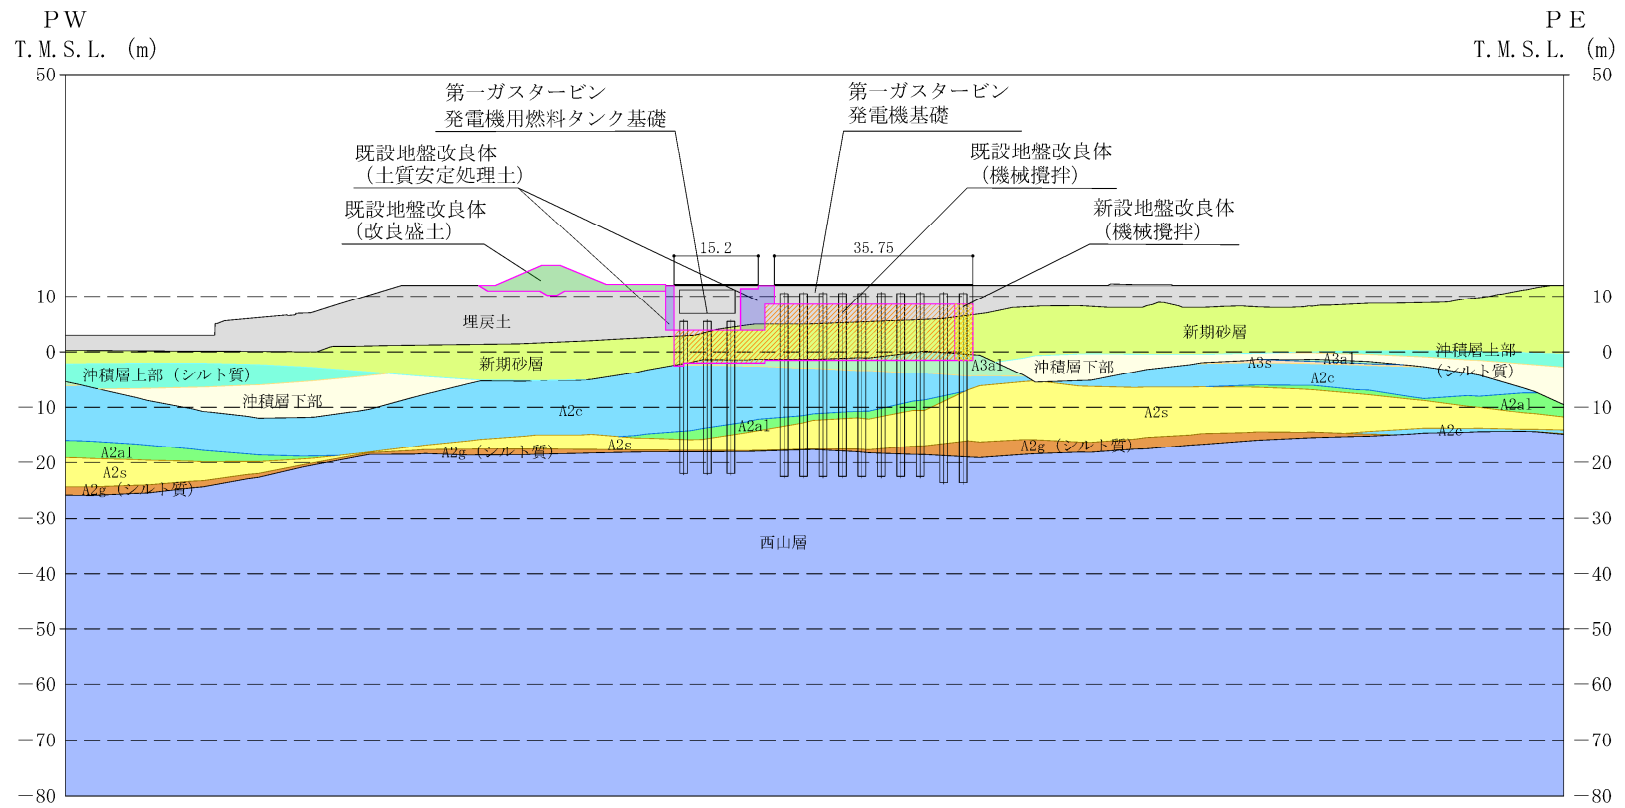 PW
PE
T.M.S.L. (m)
T.M.S.L. (m)
50
50
第一ガスタービン
発電機用燃料タンク基礎
第一ガスタービン
発電機基礎
既設地盤改良体
(土質安定処理土)
既設地盤改良体
(機械攪拌)
既設地盤改良体
(改良盛土)
新設地盤改良体
(機械攪拌)
15.2
35.75
10
10
埋戻土
新期砂層
0
0
新期砂層
沖積層上部
(シルト質)
沖積層上部 (シルト質)
A3al
沖積層下部
A3s
A3al
A2c
沖積層下部
-10
-10
A2c
A2s
A2al
A2al
A2c
A2al
A2s
A2g (シルト質)
A2g (シルト質)
-20
-20
A2s
A2g (シルト質)
-30
-30
西山層
-40
-40
-50
-50
-60
-60
-70
-70
-80
-80